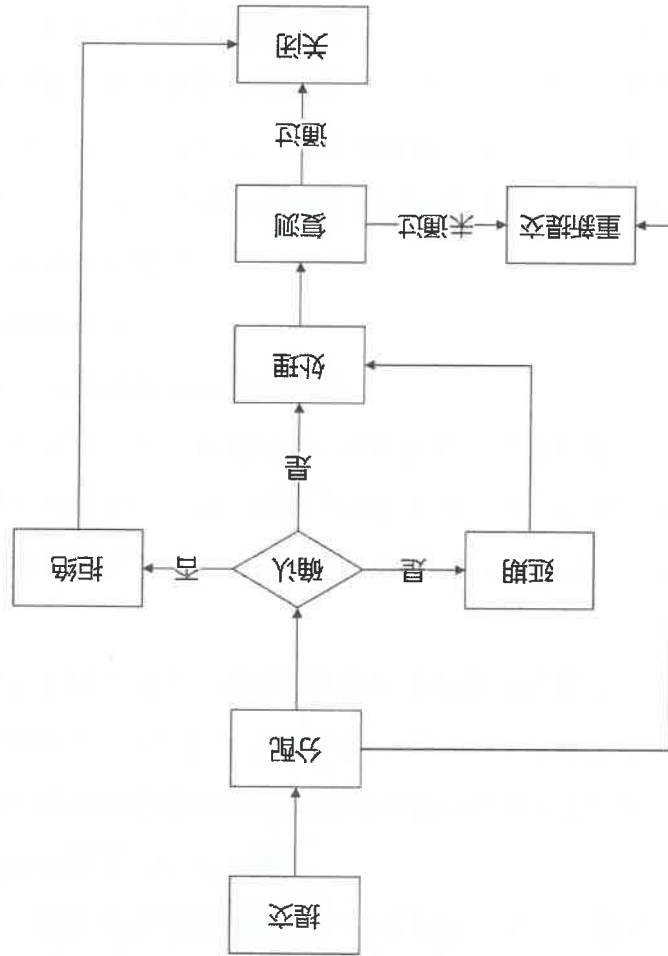 提交
分配
确认
否
是
拒绝
延期
是
处理
复测
未通过
重新提交
通过
关闭